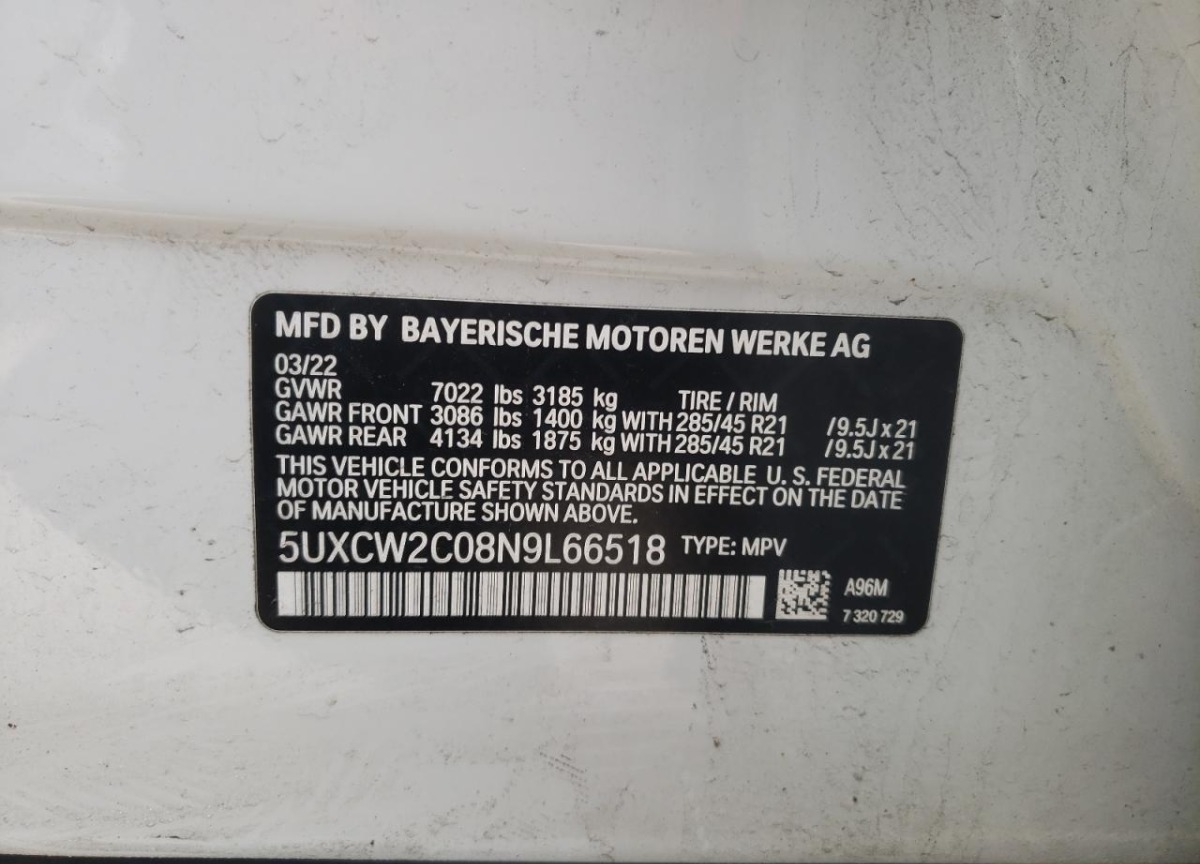 MFD BY BAYERISCHE MOTOREN WERKE AG
03/22
GVWR 7022 lbs 3185 kg TIRE / RIM
GAWR FRONT 3086 lbs 1400 kg WITH 285/45 R21 /9.5J x 21
GAWR REAR 4134 lbs 1875 kg WITH 285/45 R21 /9.5J x 21
THIS VEHICLE CONFORMS TO ALL APPLICABLE U. S. FEDERAL
MOTOR VEHICLE SAFETY STANDARDS IN EFFECT ON THE DATE
OF MANUFACTURE SHOWN ABOVE.
5UXCW2C08N9L66518 TYPE: MPV
A96M
7 320 729